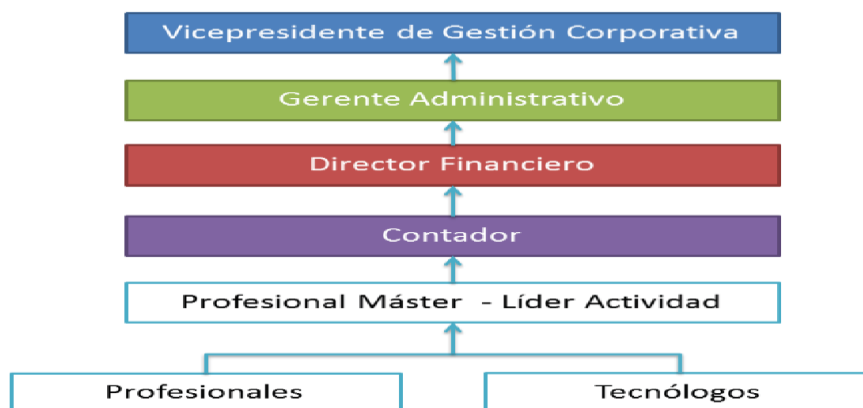 Vicepresidente de Gestión Corporativa
Gerente Administrativo
Director Financiero
Contador
Profesional Máster - Líder Actividad
Profesionales
Tecnólogos